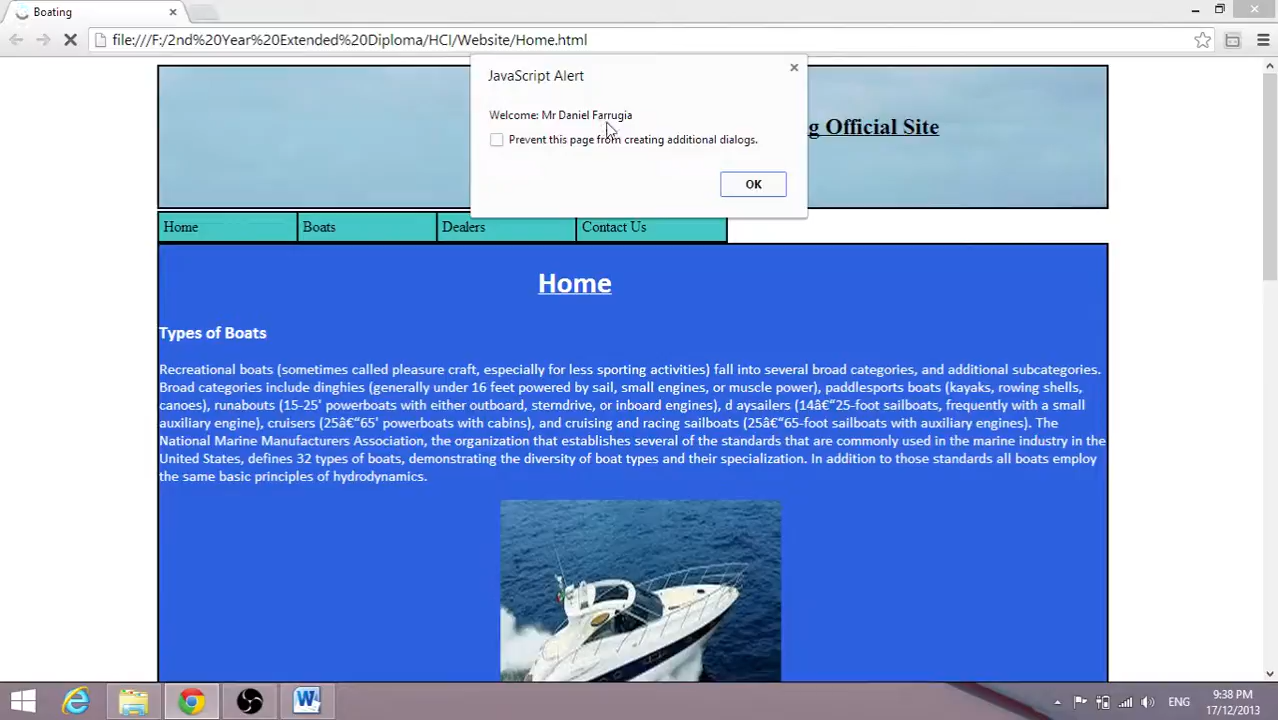 Boating
file:///F:/2nd%20Year%20Extended%20Diploma/HCI/Website/Home.html
JavaScript Alert
Welcome: Mr Daniel Farrugia
Prevent this page from creating additional dialogs.
OK
g Official Site
Home
Boats
Dealers
Contact Us
Home
Types of Boats
Recreational boats (sometimes called pleasure craft, especially for less sporting activities) fall into several broad categories, and additional subcategories.
Broad categories include dinghies (generally under 16 feet powered by sail, small engines, or muscle power), paddlesports boats (kayaks, rowing shells,
canoes), runabouts (15-25' powerboats with either outboard, sterndrive, or inboard engines), d aysailers (14â€“25-foot sailboats, frequently with a small
auxiliary engine), cruisers (25â€“65' powerboats with cabins), and cruising and racing sailboats (25â€“65-foot sailboats with auxiliary engines). The
National Marine Manufacturers Association, the organization that establishes several of the standards that are commonly used in the marine industry in the
United States, defines 32 types of boats, demonstrating the diversity of boat types and their specialization. In addition to those standards all boats employ
the same basic principles of hydrodynamics.
ENG
9:38 PM
17/12/2013